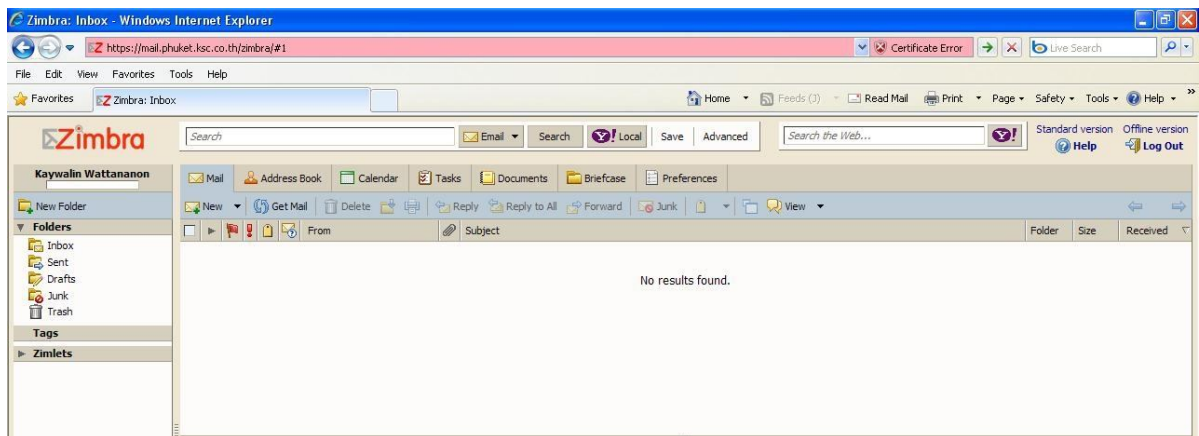 Zimbra: Inbox - Windows Internet Explorer
https://mail.phuket.ksc.co.th/zimbra/#1 Certificate Error Live Search
File Edit View Favorites Tools Help
Favorites Zimbra: Inbox Home Feeds (J) Read Mail Print Page Safety Tools Help »
Zimbra Search Email Search Y! Local Save Advanced Search the Web... Y! Standard version Offline version
Help Log Out
Kaywalin Wattananon Mail Address Book Calendar Tasks Documents Briefcase Preferences
New Folder New Get Mail Delete Reply Reply to All Forward Junk View
Folders From Subject Folder Size Received
Inbox
Sent
Drafts
Junk
Trash
No results found.
Tags
Zimlets